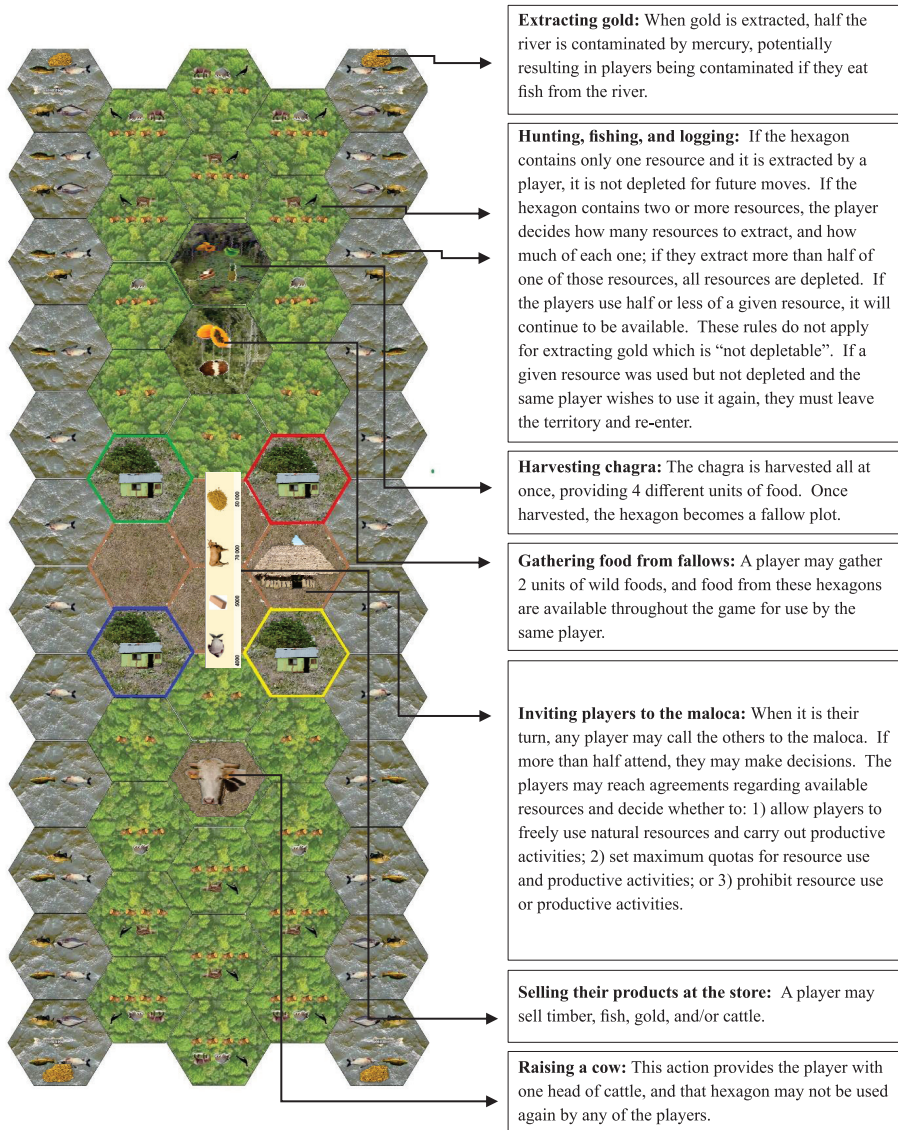 Extracting gold: When gold is extracted, half the
river is contaminated by mercury, potentially
resulting in players being contaminated if they eat
fish from the river.
Hunting, fishing, and logging: If the hexagon
contains only one resource and it is extracted by a
player, it is not depleted for future moves. If the
hexagon contains two or more resources, the player
decides how many resources to extract, and how
much of each one; if they extract more than half of
one of those resources, all resources are depleted. If
the players use half or less of a given resource, it will
continue to be available. These rules do not apply
for extracting gold which is “not depletable”. If a
given resource was used but not depleted and the
same player wishes to use it again, they must leave
the territory and re-enter.
Harvesting chagra: The chagra is harvested all at
once, providing 4 different units of food. Once
harvested, the hexagon becomes a fallow plot.
Gathering food from fallows: A player may gather
2 units of wild foods, and food from these hexagons
are available throughout the game for use by the
same player.
Inviting players to the maloca: When it is their
turn, any player may call the others to the maloca. If
more than half attend, they may make decisions. The
players may reach agreements regarding available
resources and decide whether to: 1) allow players to
freely use natural resources and carry out productive
activities; 2) set maximum quotas for resource use
and productive activities; or 3) prohibit resource use
or productive activities.
Selling their products at the store: A player may
sell timber, fish, gold, and/or cattle.
Raising a cow: This action provides the player with
one head of cattle, and that hexagon may not be used
again by any of the players.
50 000
70 000
5000
4000